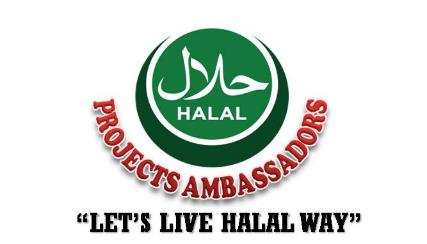 حلال
HALAL
PROJECTS AMBASSADORS
“LET’S LIVE HALAL WAY”